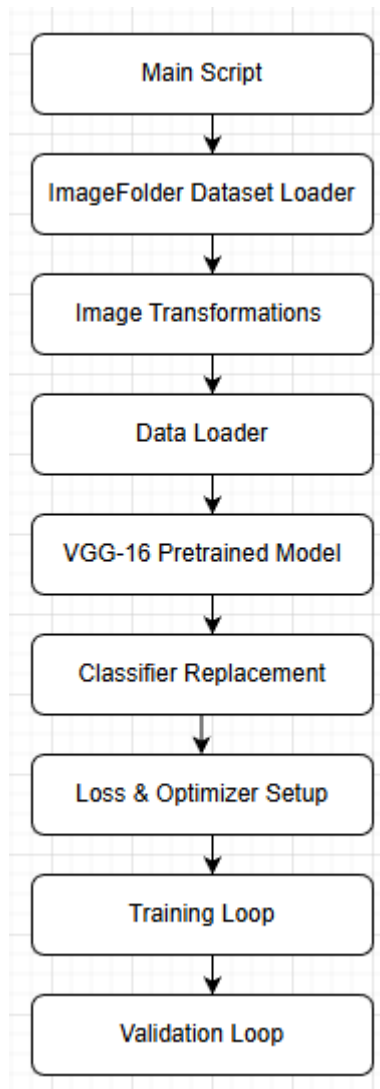 Main Script
ImageFolder Dataset Loader
Image Transformations
Data Loader
VGG-16 Pretrained Model
Classifier Replacement
Loss & Optimizer Setup
Training Loop
Validation Loop